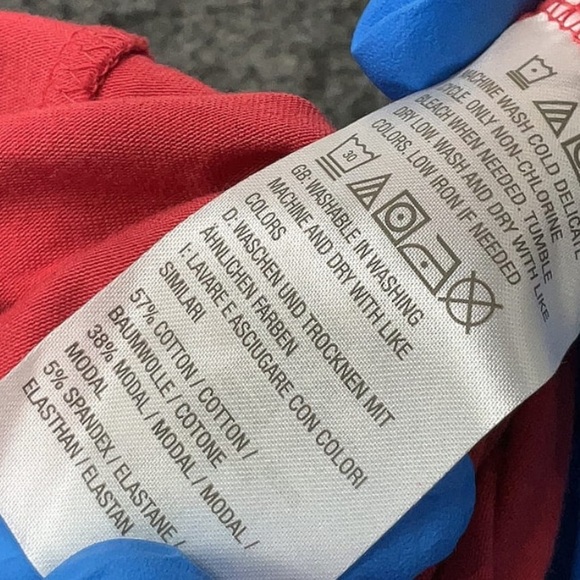 MACHINE WASH COLD DELICATE
CYCLE ONLY NON-CHLORINE
BLEACH WHEN NEEDED. TUMBLE
DRY LOW. WASH AND DRY WITH LIKE
COLORS. LOW IRON IF NEEDED
30
GB: WASHABLE IN WASHING
MACHINE AND DRY WITH LIKE
COLORS
D: WASCHEN UND TROCKNEN MIT
ÄHNLICHEN FARBEN
I: LAVARE E ASCIUGARE CON COLORI
SIMILARI
57% COTTON / COTTON /
BAUMWOLLE / COTONE
38% MODAL / MODAL / MODAL /
MODAL
5% SPANDEX / ELASTANE /
ELASTHAN / ELASTAN